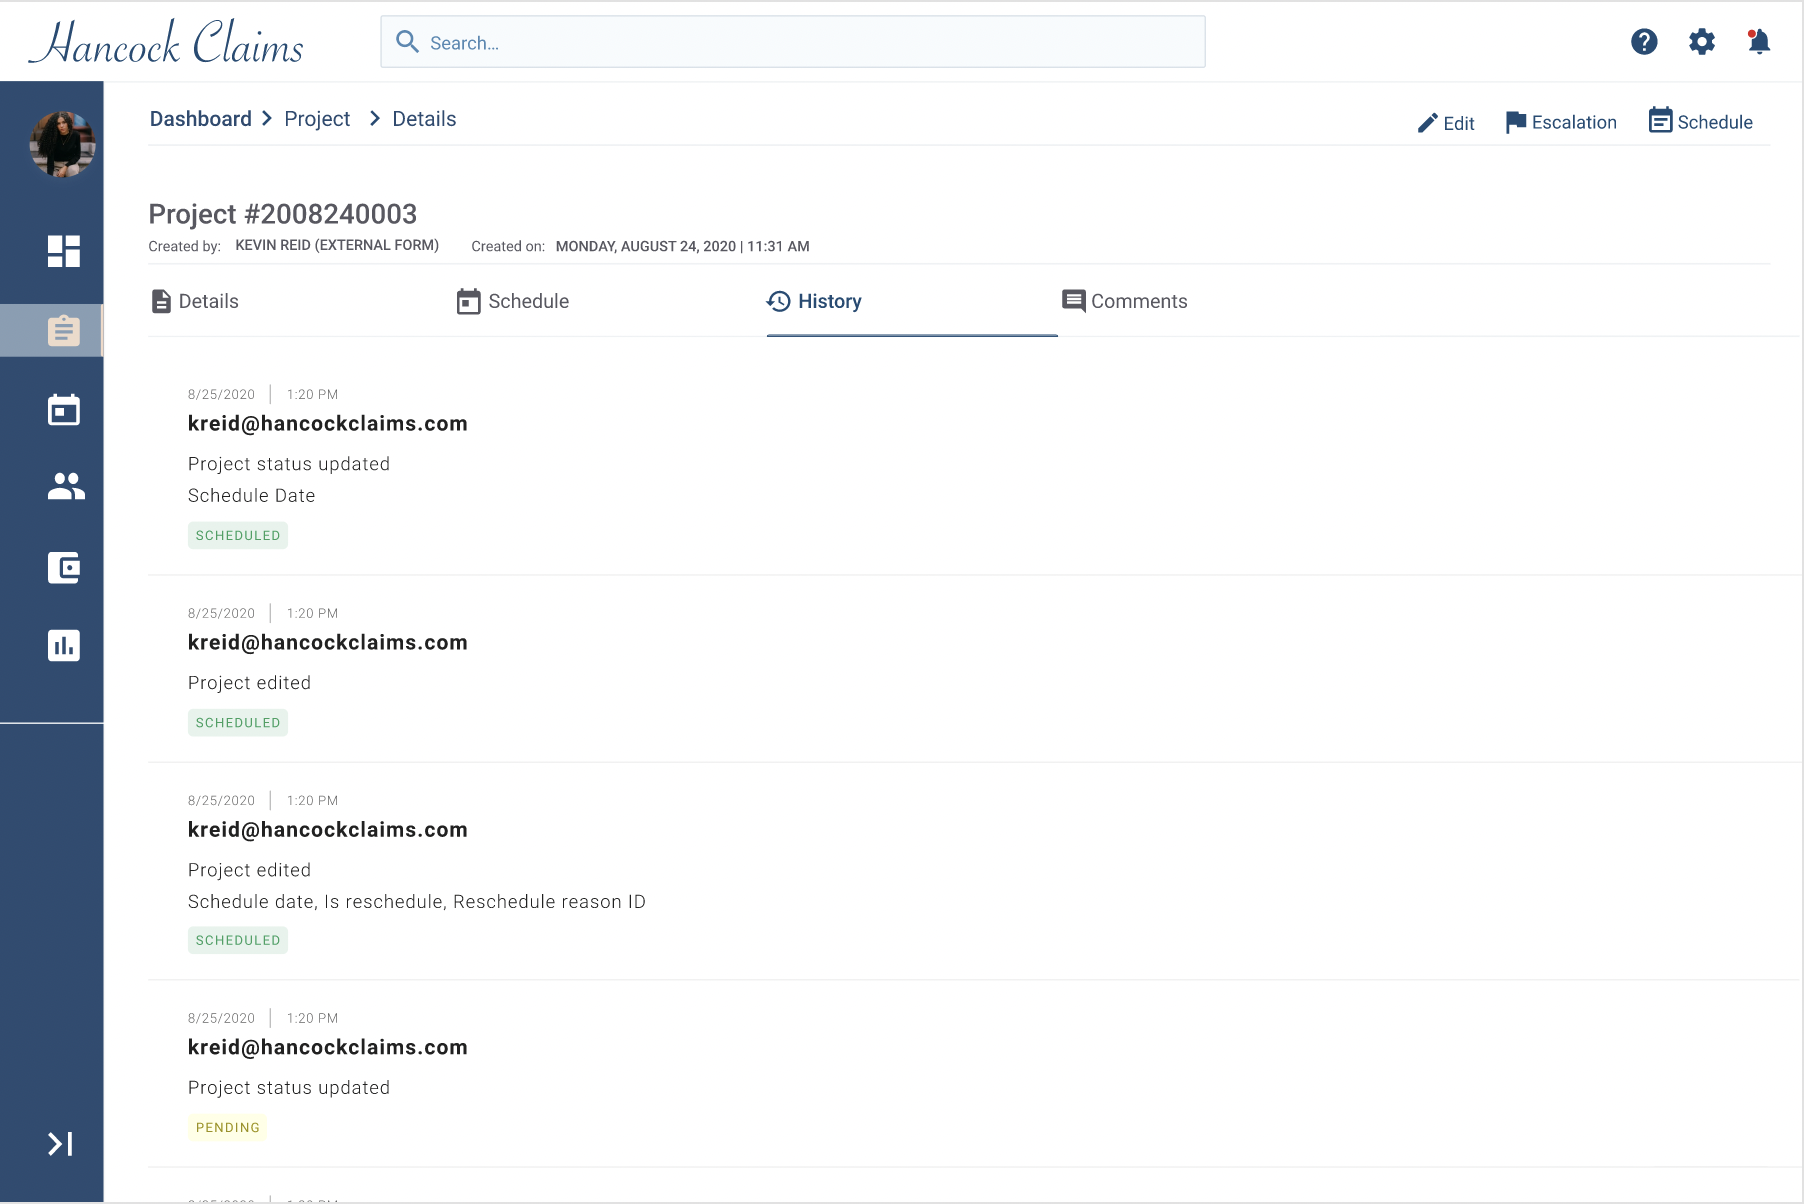 Hancock Claims
Search...
Dashboard > Project > Details
Edit
Escalation
Schedule
Project #2008240003
Created by: KEVIN REID (EXTERNAL FORM) Created on: MONDAY, AUGUST 24, 2020 | 11:31 AM
Details
Schedule
History
Comments
8/25/2020 | 1:20 PM
kreid@hancockclaims.com
Project status updated
Schedule Date
SCHEDULED
8/25/2020 | 1:20 PM
kreid@hancockclaims.com
Project edited
SCHEDULED
8/25/2020 | 1:20 PM
kreid@hancockclaims.com
Project edited
Schedule date, Is reschedule, Reschedule reason ID
SCHEDULED
8/25/2020 | 1:20 PM
kreid@hancockclaims.com
Project status updated
PENDING